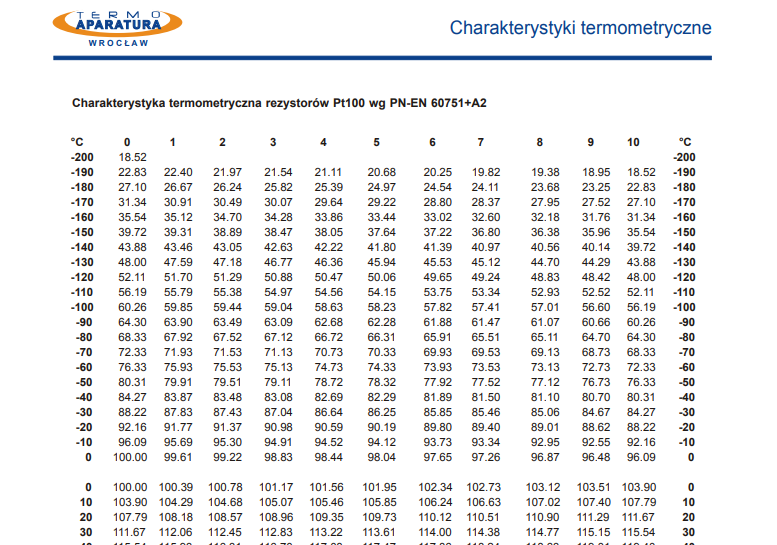 TERMO
APARATURA
WROCŁAW
Charakterystyki termometryczne
Charakterystyka termometryczna rezystorów Pt100 wg PN-EN 60751+A2
°C 0 1 2 3 4 5 6 7 8 9 10 °C
-200 18.52 -200
-190 22.83 22.40 21.97 21.54 21.11 20.68 20.25 19.82 19.38 18.95 18.52 -190
-180 27.10 26.67 26.24 25.82 25.39 24.97 24.54 24.11 23.68 23.25 22.83 -180
-170 31.34 30.91 30.49 30.07 29.64 29.22 28.80 28.37 27.95 27.52 27.10 -170
-160 35.54 35.12 34.70 34.28 33.86 33.44 33.02 32.60 32.18 31.76 31.34 -160
-150 39.72 39.31 38.89 38.47 38.05 37.64 37.22 36.80 36.38 35.96 35.54 -150
-140 43.88 43.46 43.05 42.63 42.22 41.80 41.39 40.97 40.56 40.14 39.72 -140
-130 48.00 47.59 47.18 46.77 46.36 45.94 45.53 45.12 44.70 44.29 43.88 -130
-120 52.11 51.70 51.29 50.88 50.47 50.06 49.65 49.24 48.83 48.42 48.00 -120
-110 56.19 55.79 55.38 54.97 54.56 54.15 53.75 53.34 52.93 52.52 52.11 -110
-100 60.26 59.85 59.44 59.04 58.63 58.23 57.82 57.41 57.01 56.60 56.19 -100
-90 64.30 63.90 63.49 63.09 62.68 62.28 61.88 61.47 61.07 60.66 60.26 -90
-80 68.33 67.92 67.52 67.12 66.72 66.31 65.91 65.51 65.11 64.70 64.30 -80
-70 72.33 71.93 71.53 71.13 70.73 70.33 69.93 69.53 69.13 68.73 68.33 -70
-60 76.33 75.93 75.53 75.13 74.73 74.33 73.93 73.53 73.13 72.73 72.33 -60
-50 80.31 79.91 79.51 79.11 78.72 78.32 77.92 77.52 77.12 76.73 76.33 -50
-40 84.27 83.87 83.48 83.08 82.69 82.29 81.89 81.50 81.10 80.70 80.31 -40
-30 88.22 87.83 87.43 87.04 86.64 86.25 85.85 85.46 85.06 84.67 84.27 -30
-20 92.16 91.77 91.37 90.98 90.59 90.19 89.80 89.40 89.01 88.62 88.22 -20
-10 96.09 95.69 95.30 94.91 94.52 94.12 93.73 93.34 92.95 92.55 92.16 -10
0 100.00 99.61 99.22 98.83 98.44 98.04 97.65 97.26 96.87 96.48 96.09 0
0 100.00 100.39 100.78 101.17 101.56 101.95 102.34 102.73 103.12 103.51 103.90 0
10 103.90 104.29 104.68 105.07 105.46 105.85 106.24 106.63 107.02 107.40 107.79 10
20 107.79 108.18 108.57 108.96 109.35 109.73 110.12 110.51 110.90 111.29 111.67 20
30 111.67 112.06 112.45 112.83 113.22 113.61 114.00 114.38 114.77 115.15 115.54 30